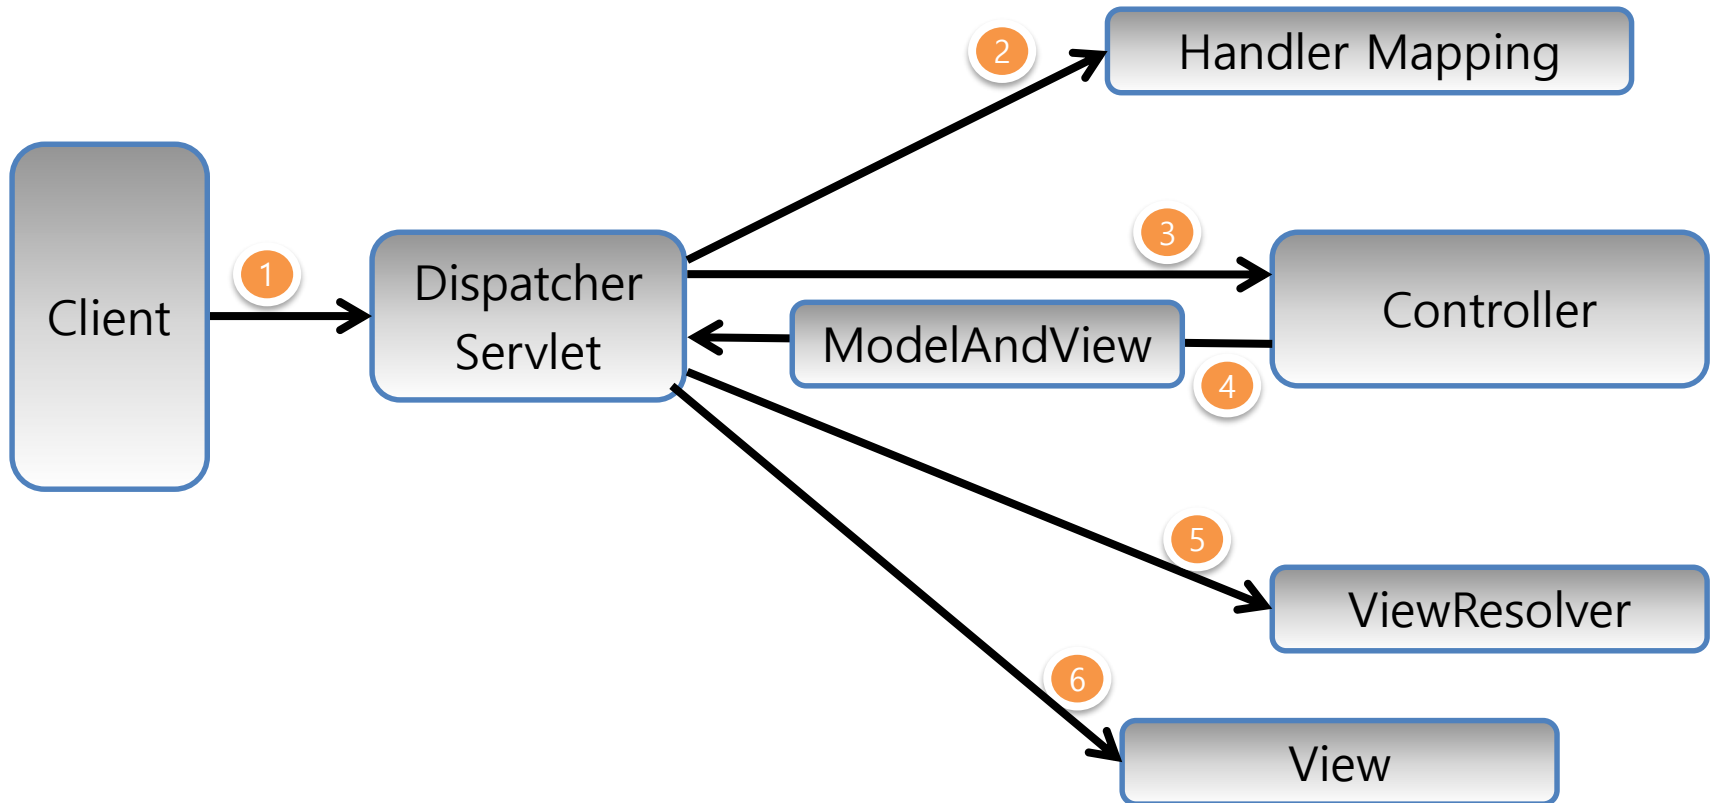 2
Handler Mapping
3
1
Client
Dispatcher
Servlet
Controller
ModelAndView
4
5
ViewResolver
6
View